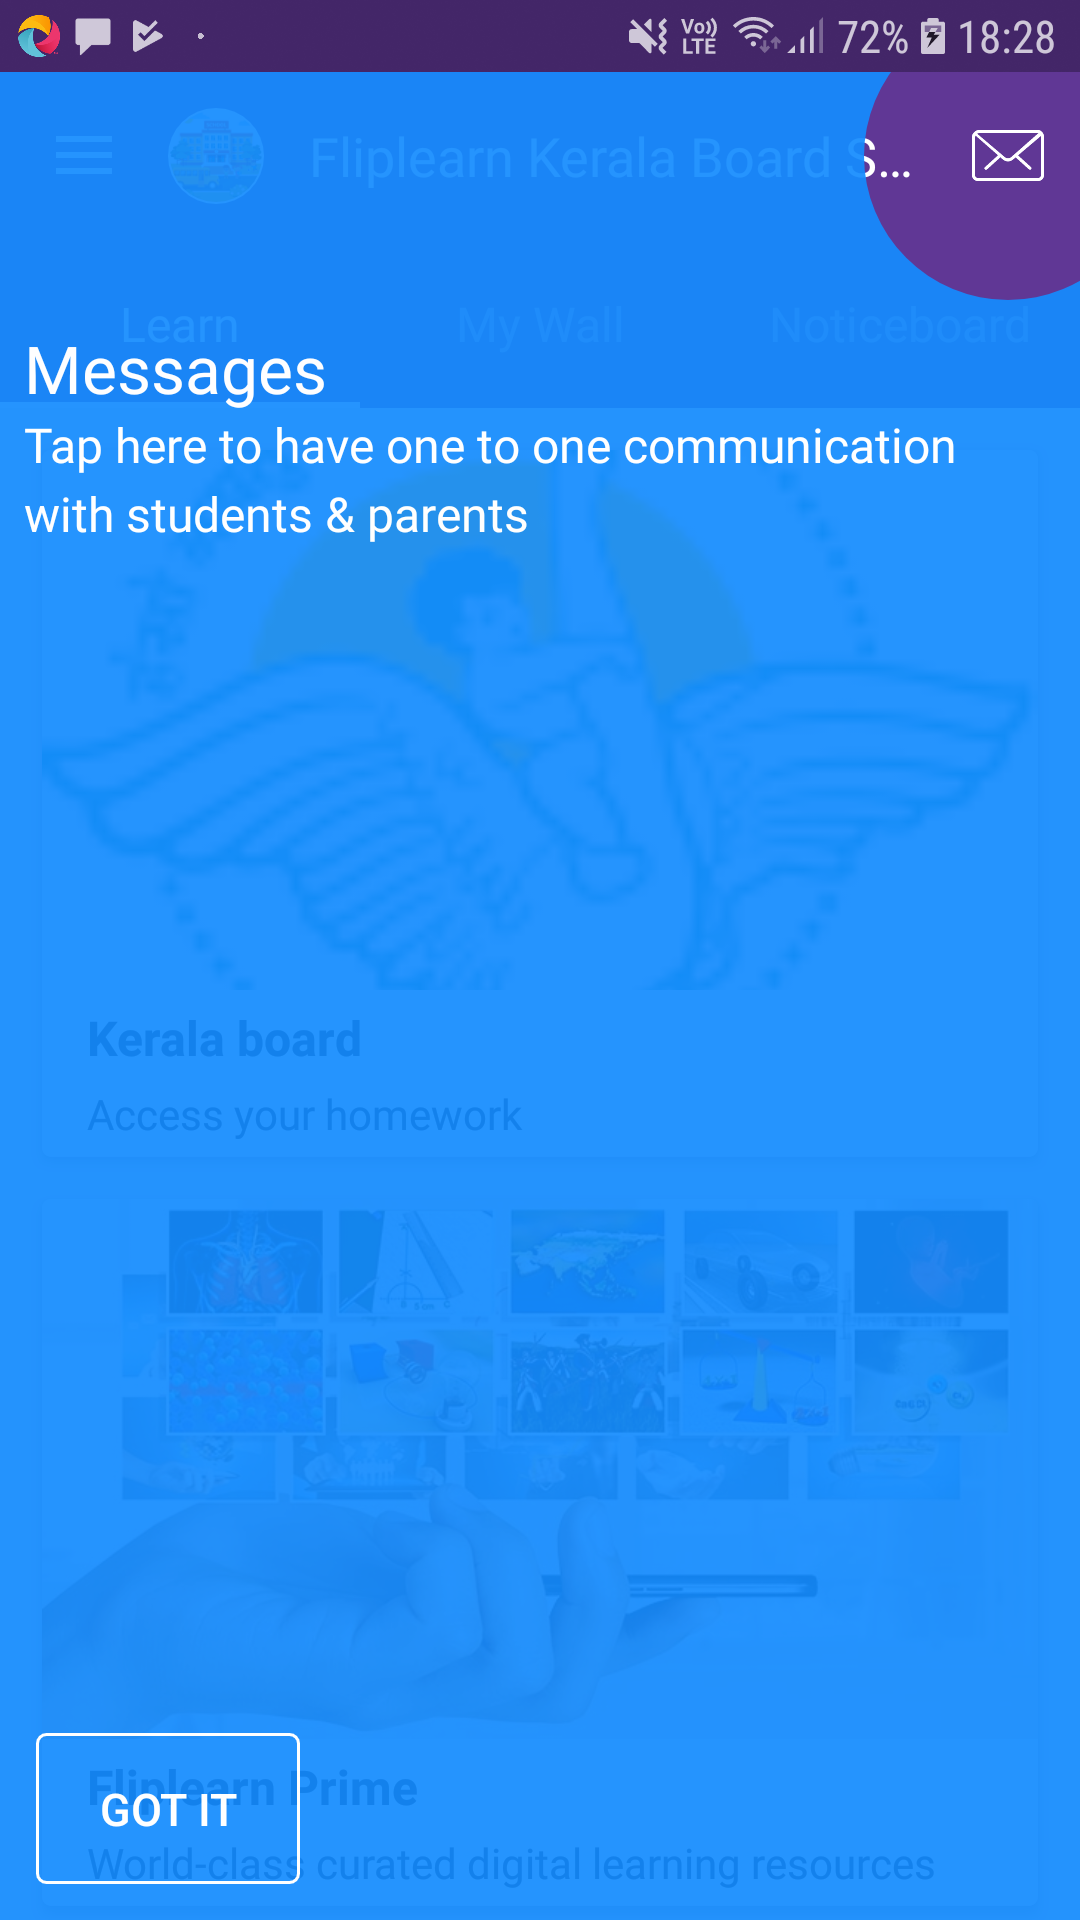 Vo)) LTE 72% 18:28
Fliplearn Kerala Board S...
Learn My Wall Noticeboard
Messages
Tap here to have one to one communication
with students & parents
Kerala board
Access your homework
Fliplearn Prime
GOT IT
World-class curated digital learning resources